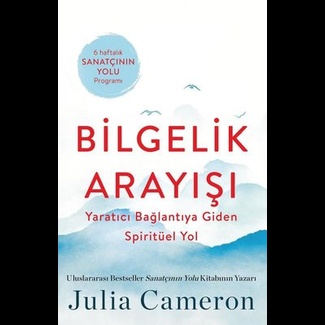 6 haftalık
SANATÇININ
YOLU
Programı
BİLGELİK
ARAYIŞI
Yaratıcı Bağlantıya Giden
Spiritüel Yol
Uluslararası Bestseller Sanatçının Yolu Kitabının Yazarı
Julia Cameron